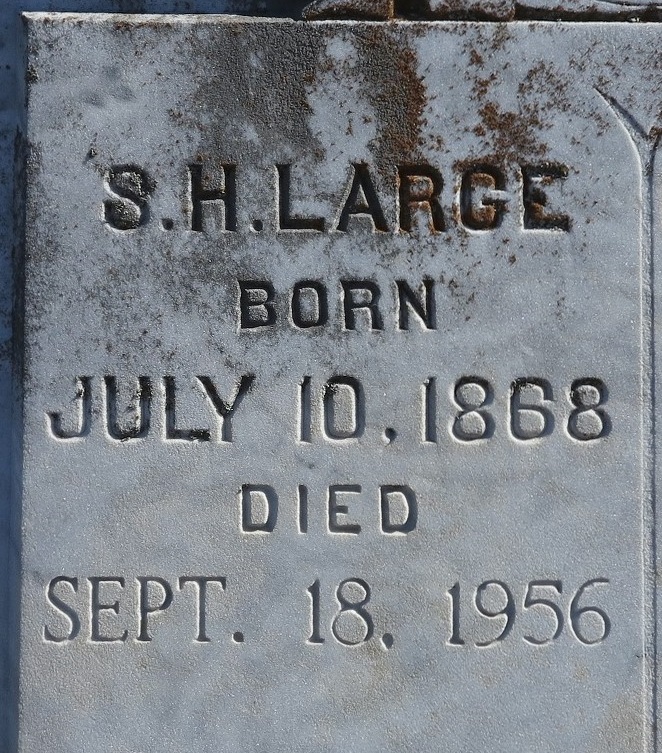 S.H.LARGE
BORN
JULY 10, 1868
DIED
SEPT. 18, 1956